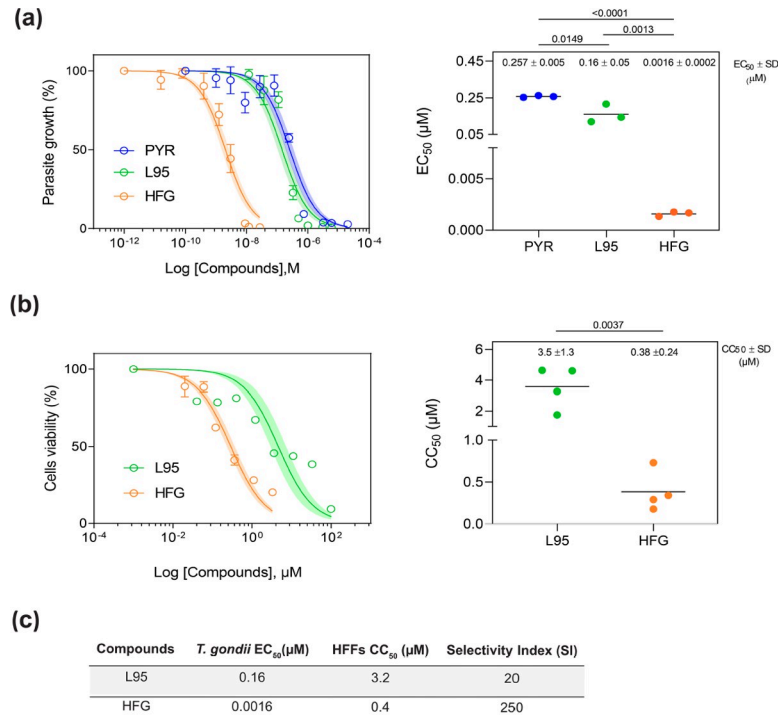 (a)
<0.0001
0.0013
0.0149
Parasite growth (%)
100
50
0
PYR
L95
HFG
10-12
10-10
10-8
10-6
10-4
Log [Compounds],M
EC50 (µM)
0.45
0.25
0.05
0.005
0.000
0.257 ± 0.005
0.16 ± 0.05
0.0016 ± 0.0002
EC50 ± SD
(µM)
PYR
L95
HFG
(b)
Cells viability (%)
100
50
0
L95
HFG
10-4
10-2
100
102
Log [Compounds], µM
0.0037
CC50 (µM)
6
4
2
1.0
0.5
0.0
3.5 ±1.3
0.38 ±0.24
CC50 ± SD
(µM)
L95
HFG
(c)
Compounds T. gondii EC50(µM) HFFs CC50 (µM) Selectivity Index (SI)
L95 0.16 3.2 20
HFG 0.0016 0.4 250